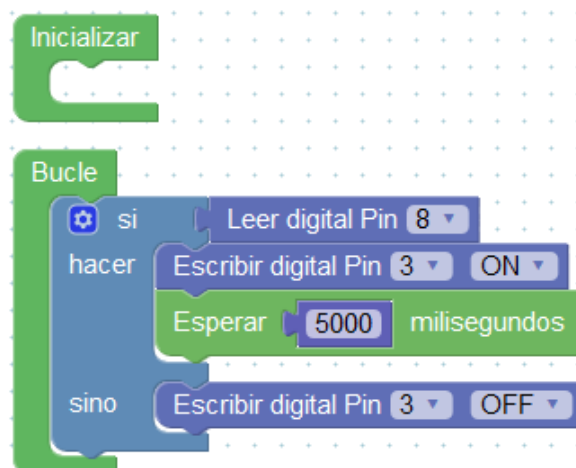 Inicializar
Bucle
si Leer digital Pin 8
hacer Escribir digital Pin 3 ON
Esperar 5000 milisegundos
sino Escribir digital Pin 3 OFF